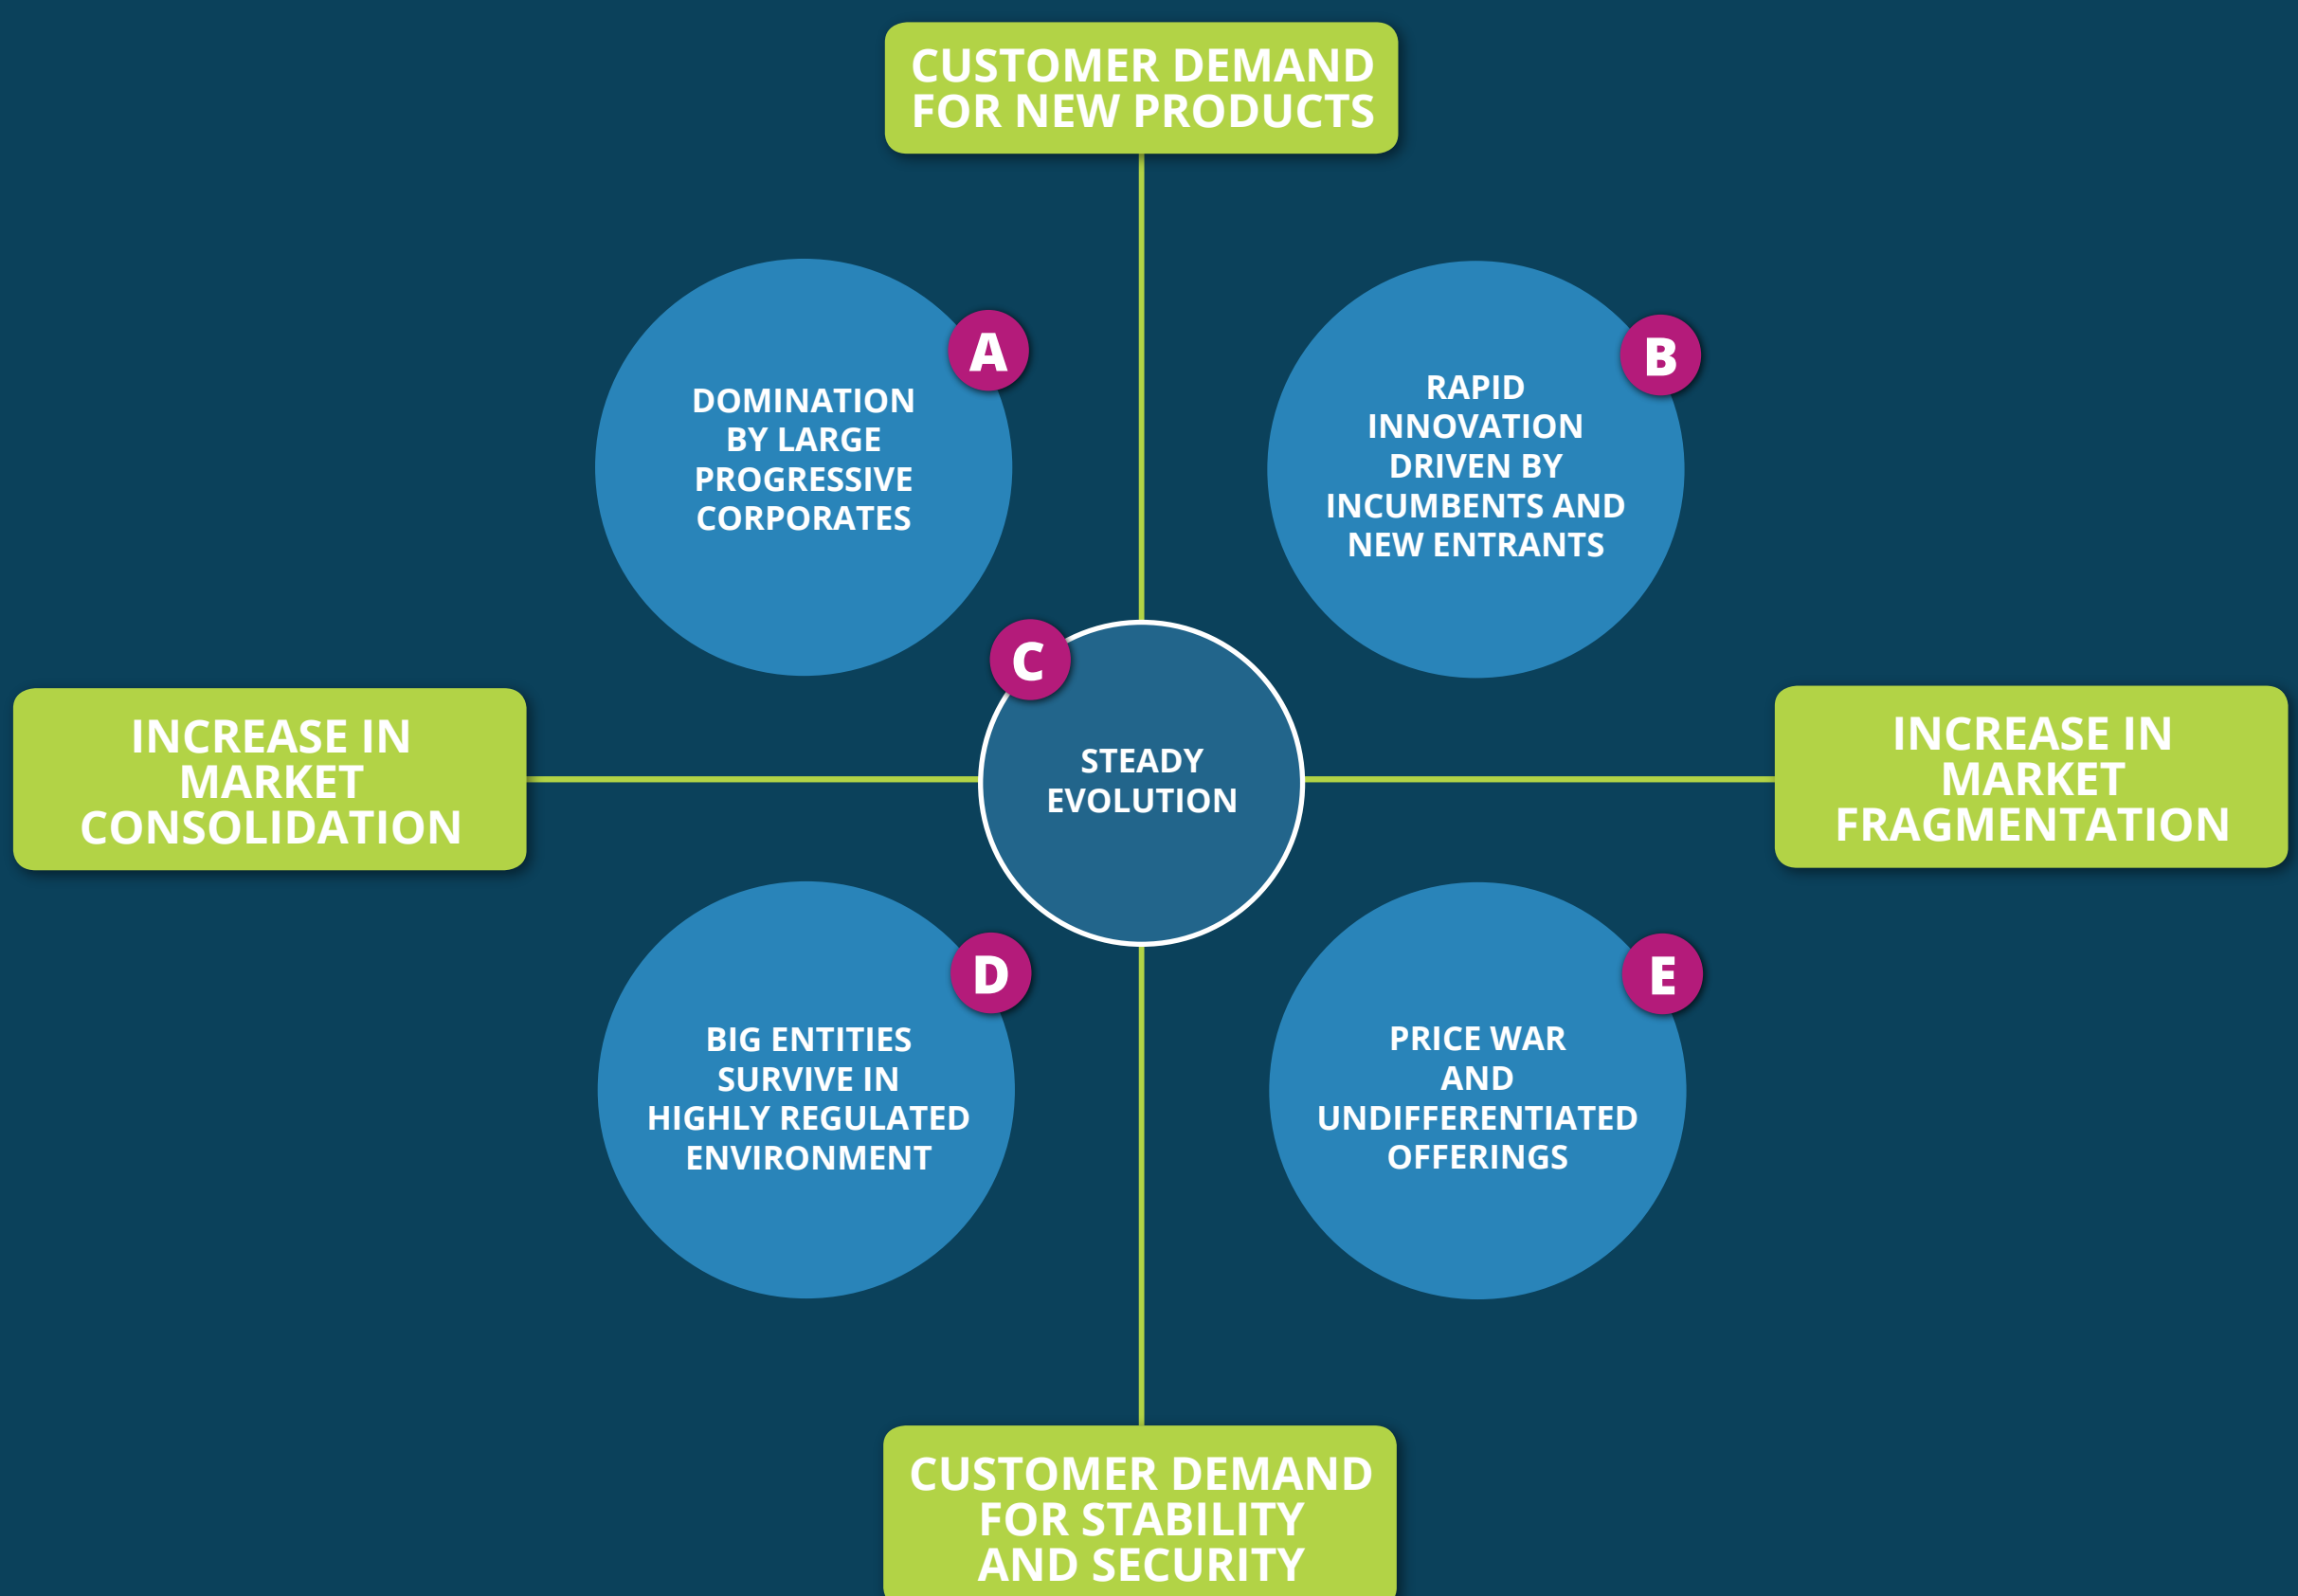 CUSTOMER DEMAND
FOR NEW PRODUCTS
A
DOMINATION
BY LARGE
PROGRESSIVE
CORPORATES
B
RAPID
INNOVATION
DRIVEN BY
INCUMBENTS AND
NEW ENTRANTS
C
STEADY
EVOLUTION
INCREASE IN
MARKET
CONSOLIDATION
INCREASE IN
MARKET
FRAGMENTATION
D
BIG ENTITIES
SURVIVE IN
HIGHLY REGULATED
ENVIRONMENT
E
PRICE WAR
AND
UNDIFFERENTIATED
OFFERINGS
CUSTOMER DEMAND
FOR STABILITY
AND SECURITY